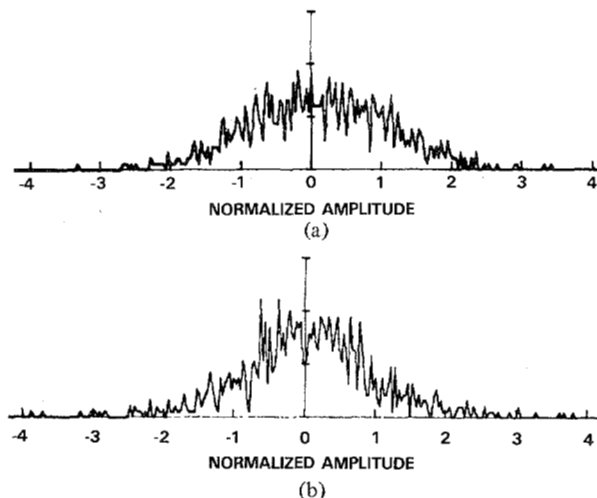 -4 -3 -2 -1 0 1 2 3 4
NORMALIZED AMPLITUDE
(a)
-4 -3 -2 -1 0 1 2 3 4
NORMALIZED AMPLITUDE
(b)